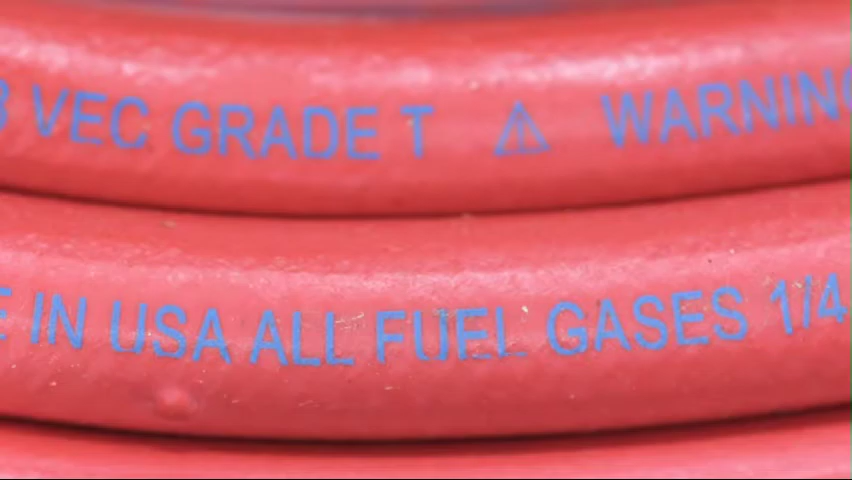 VEC GRADE T ⚠ WARNING
IN USA ALL FUEL GASES 1/4